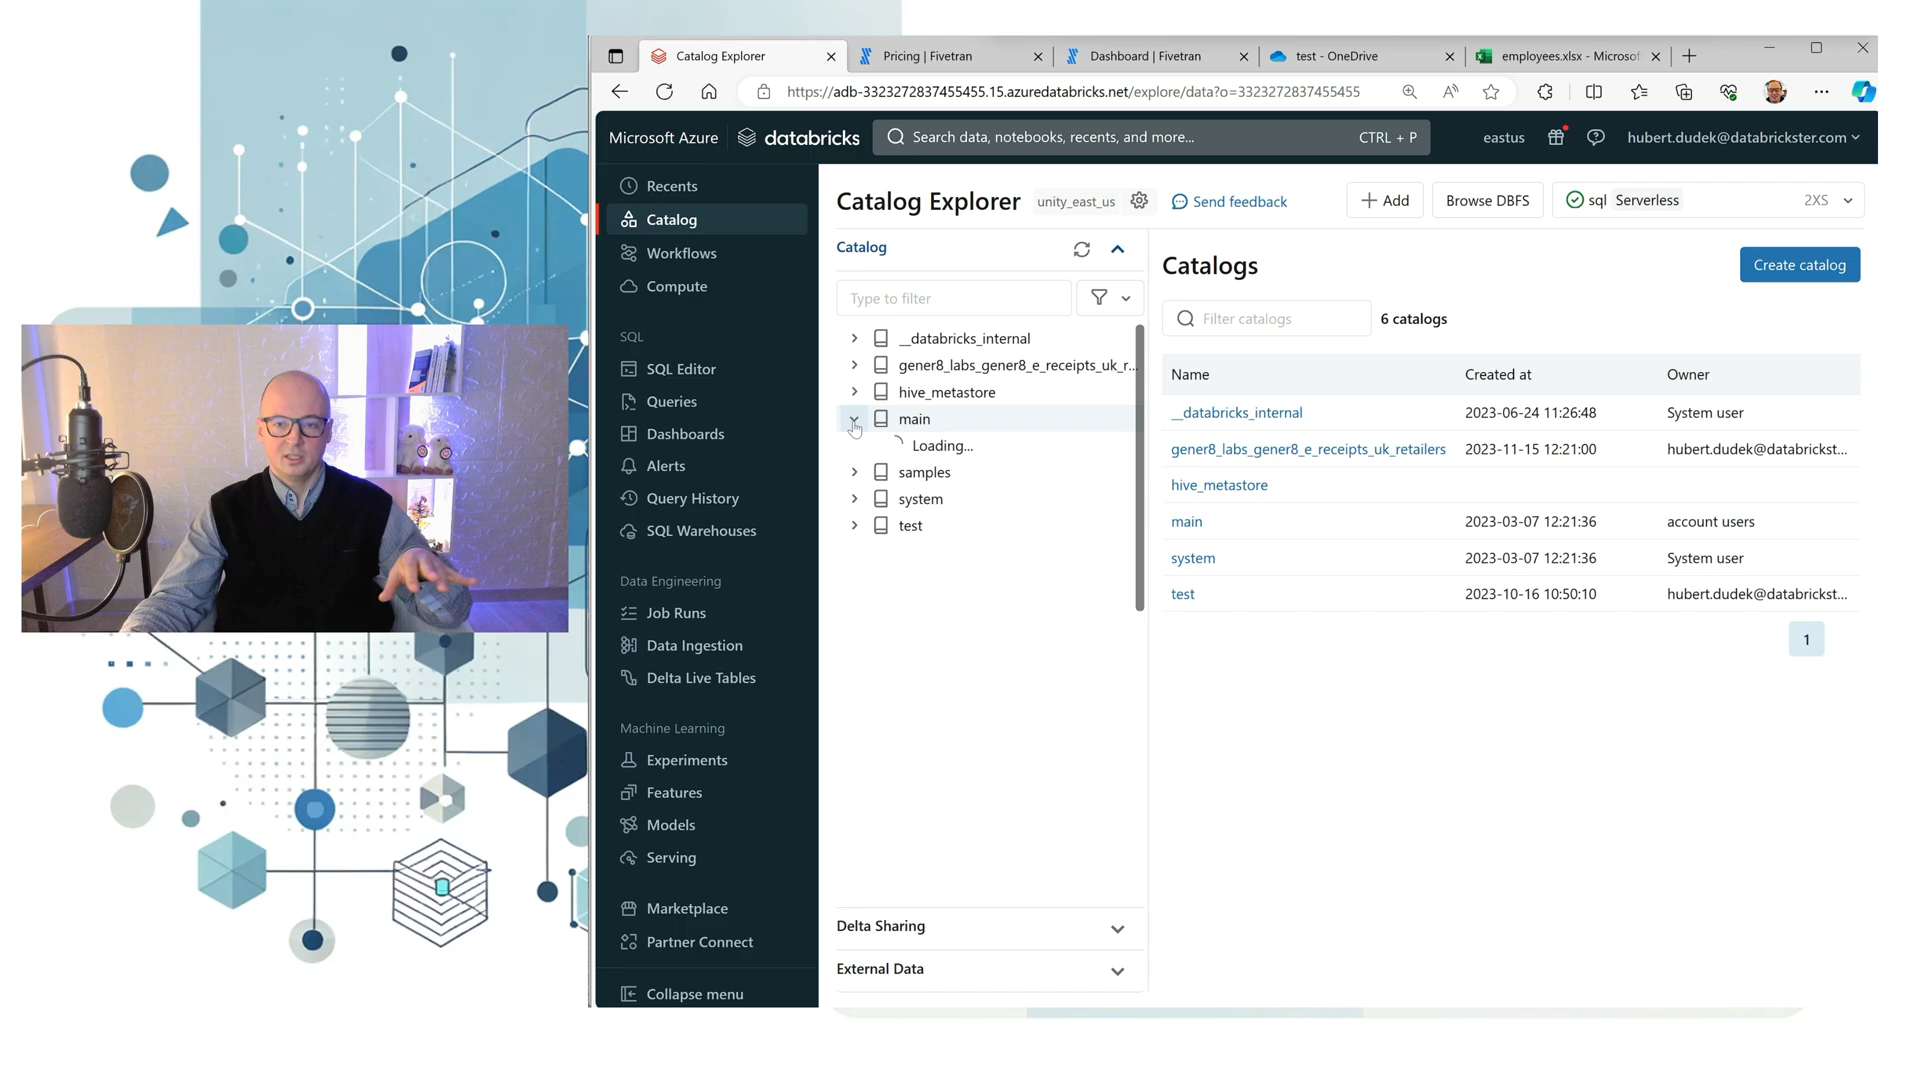 Catalog Explorer
Pricing | Fivetran
Dashboard | Fivetran
test - OneDrive
employees.xlsx - Microsof
https://adb-3323272837455455.15.azuredatabricks.net/explore/data?o=3323272837455455
Microsoft Azure
databricks
Search data, notebooks, recents, and more...
CTRL + P
eastus
hubert.dudek@databrickster.com
Recents
Catalog
Workflows
Compute
SQL
SQL Editor
Queries
Dashboards
Alerts
Query History
SQL Warehouses
Data Engineering
Job Runs
Data Ingestion
Delta Live Tables
Machine Learning
Experiments
Features
Models
Serving
Marketplace
Partner Connect
Collapse menu
Catalog Explorer
unity_east_us
Send feedback
Add
Browse DBFS
sql Serverless
2XS
Catalog
Type to filter
__databricks_internal
gener8_labs_gener8_e_receipts_uk_r...
hive_metastore
main
Loading...
samples
system
test
Delta Sharing
External Data
Catalogs
Create catalog
Filter catalogs
6 catalogs
Name Created at Owner
__databricks_internal 2023-06-24 11:26:48 System user
gener8_labs_gener8_e_receipts_uk_retailers 2023-11-15 12:21:00 hubert.dudek@databrickst...
hive_metastore
main 2023-03-07 12:21:36 account users
system 2023-03-07 12:21:36 System user
test 2023-10-16 10:50:10 hubert.dudek@databrickst...
1